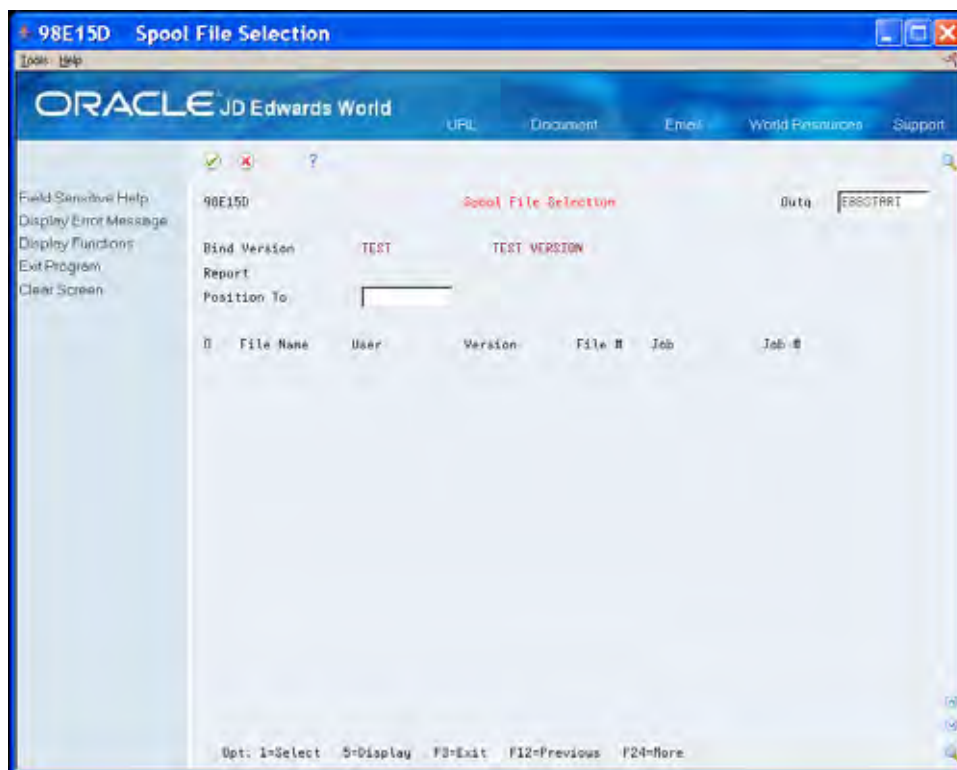 98E15D Spool File Selection
Tools Help
ORACLE JD Edwards World
URL Document Email World Resources Support
?
Field Sensitive Help
Display Error Message
Display Functions
Exit Program
Clear Screen
98E15D Spool File Selection Outq
Bind Version TEST TEST VERSION
Report
Position To
O File Name User Version File # Job Job #
Opt: 1=Select 5=Display F3=Exit F12=Previous F24=More